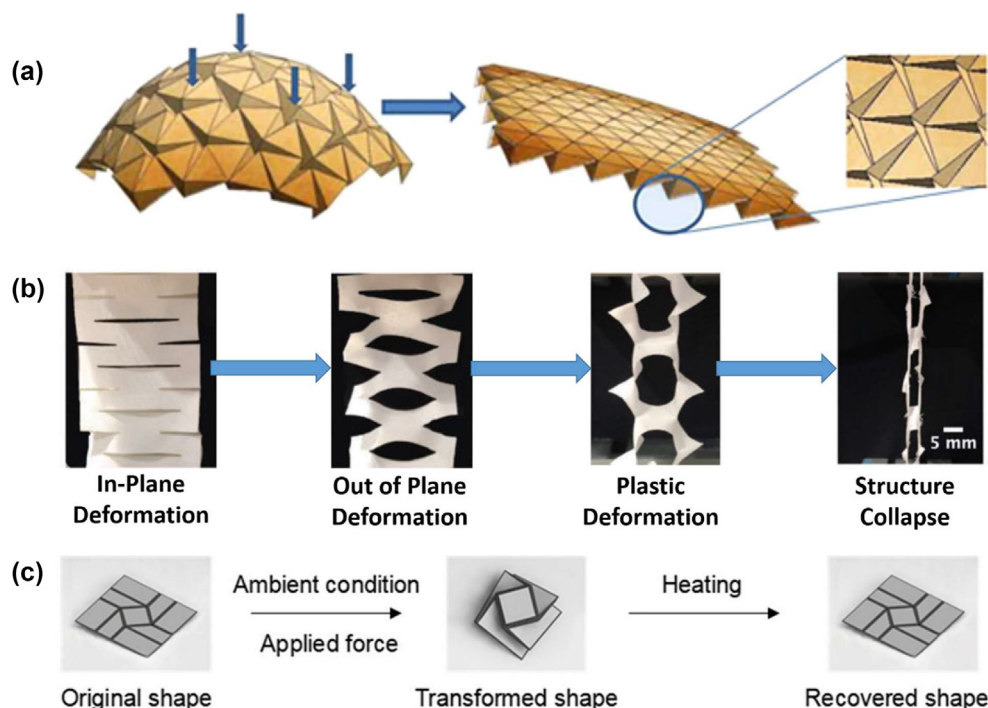 (a)
(b)
5 mm
In-Plane
Deformation
Out of Plane
Deformation
Plastic
Deformation
Structure
Collapse
(c)
Ambient condition
Applied force
Heating
Original shape
Transformed shape
Recovered shape